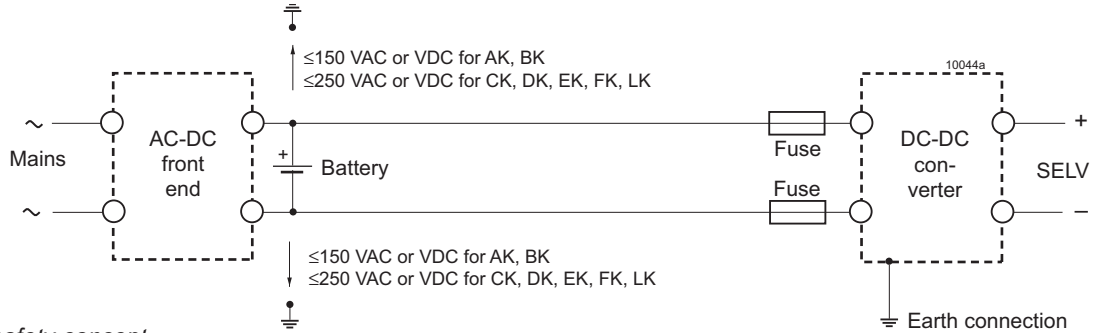 ≤150 VAC or VDC for AK, BK
≤250 VAC or VDC for CK, DK, EK, FK, LK
10044a
~
Mains
~
AC-DC
front
end
+
Battery
Fuse
Fuse
DC-DC
con-
verter
+
SELV
–
≤150 VAC or VDC for AK, BK
≤250 VAC or VDC for CK, DK, EK, FK, LK
Earth connection
safety concept